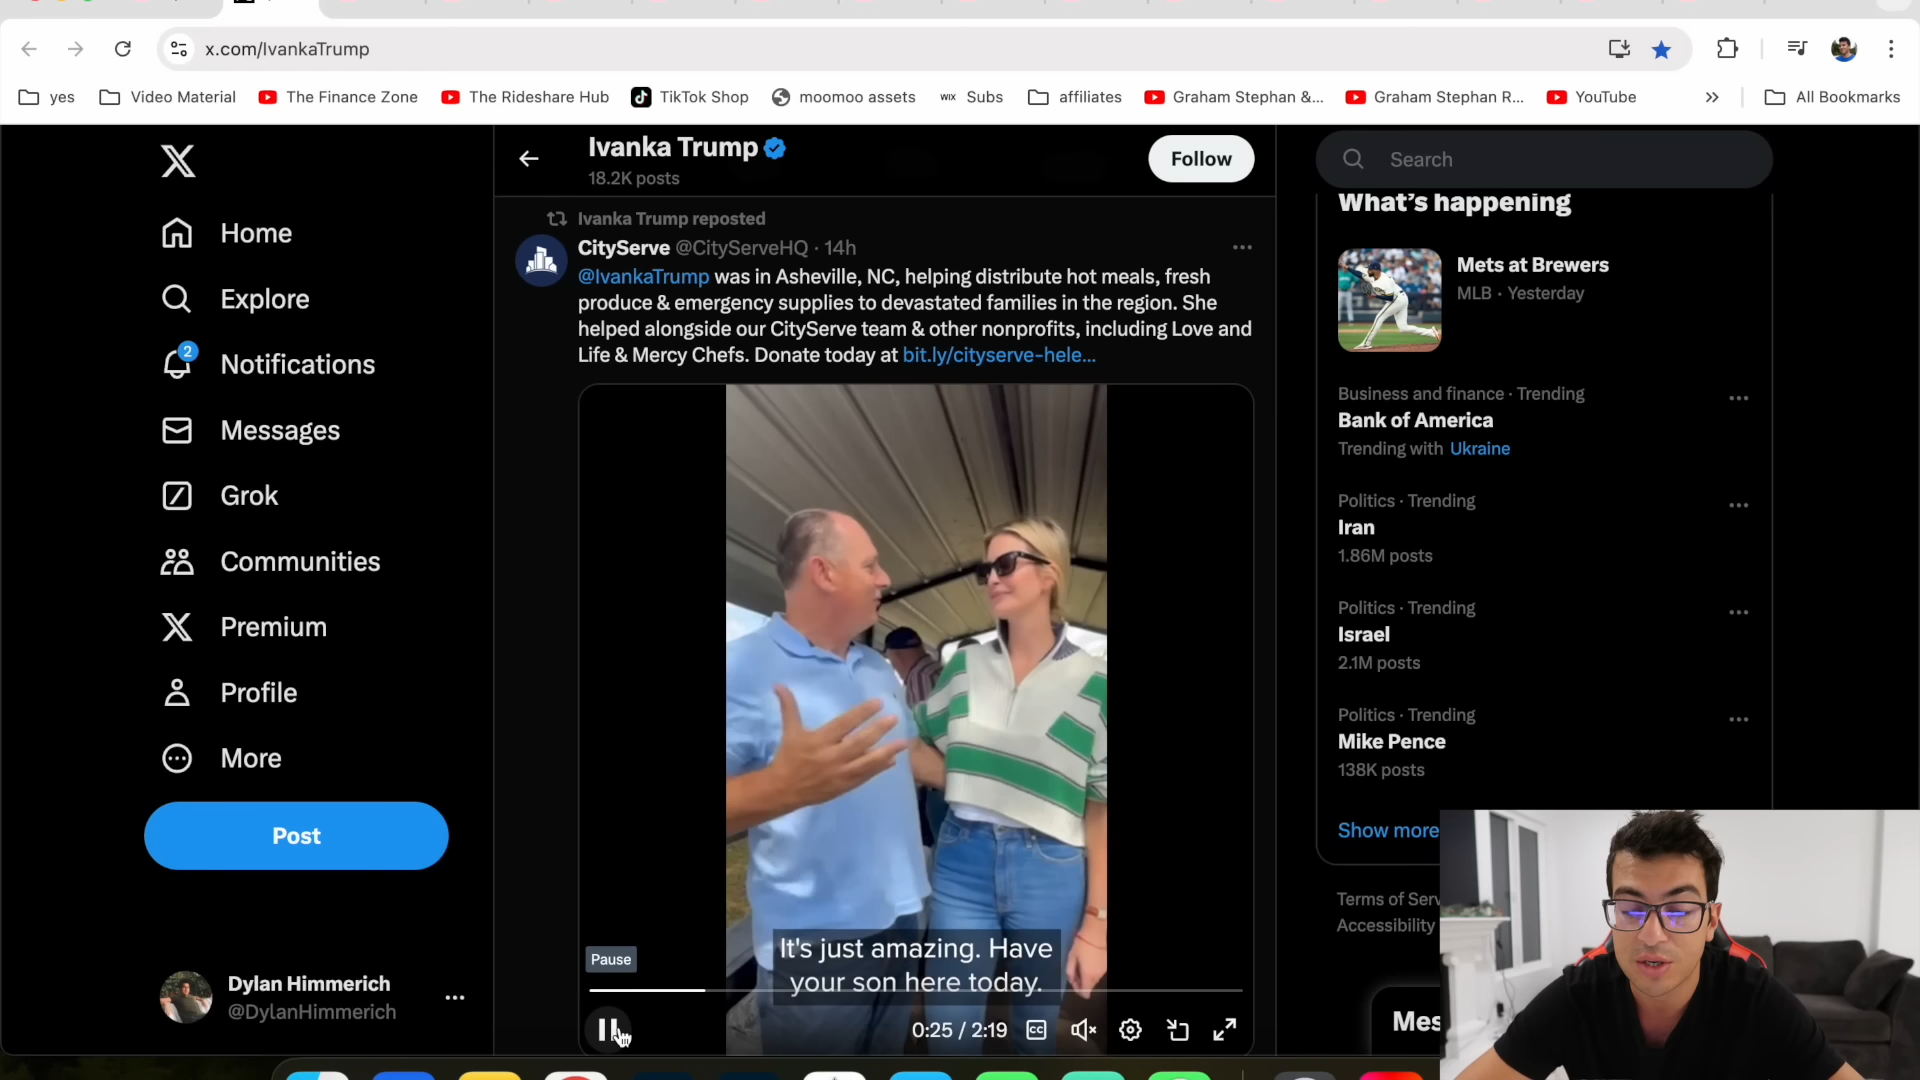 x.com/IvankaTrump
yes
Video Material
The Finance Zone
The Rideshare Hub
TikTok Shop
moomoo assets
WIX Subs
affiliates
Graham Stephan &...
Graham Stephan R...
YouTube
All Bookmarks
Home
Explore
2
Notifications
Messages
Grok
Communities
Premium
Profile
More
Post
Dylan Himmerich
@DylanHimmerich
Ivanka Trump
18.2K posts
Follow
Ivanka Trump reposted
CityServe @CityServeHQ · 14h
@IvankaTrump was in Asheville, NC, helping distribute hot meals, fresh
produce & emergency supplies to devastated families in the region. She
helped alongside our CityServe team & other nonprofits, including Love and
Life & Mercy Chefs. Donate today at bit.ly/cityserve-hele...
It's just amazing. Have
your son here today.
Pause
0:25 / 2:19
CC
Search
What's happening
Mets at Brewers
MLB · Yesterday
Business and finance · Trending
Bank of America
Trending with Ukraine
Politics · Trending
Iran
1.86M posts
Politics · Trending
Israel
2.1M posts
Politics · Trending
Mike Pence
138K posts
Show more
Terms of Serv
Accessibility
Mes